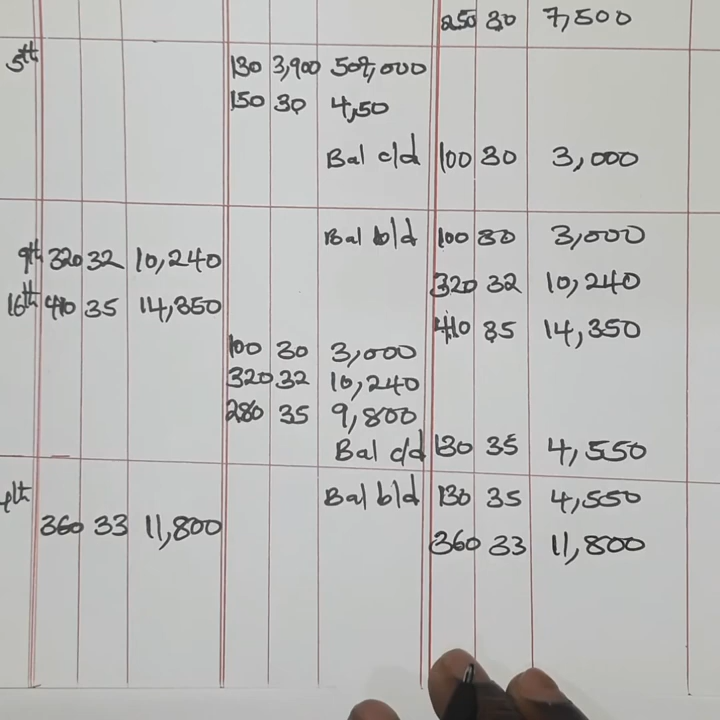 250 30 7,500
5th 130 3,900 507,000
150 30 4,50
Bal c/d 100 30 3,000
Bal b/d 100 30 3,000
9th 320 32 10,240 320 32 10,240
16th 410 35 14,350 410 35 14,350
100 30 3,000
320 32 10,240
280 35 9,800
Bal c/d 130 35 4,550
Bal b/d 130 35 4,550
360 33 11,800 360 33 11,800